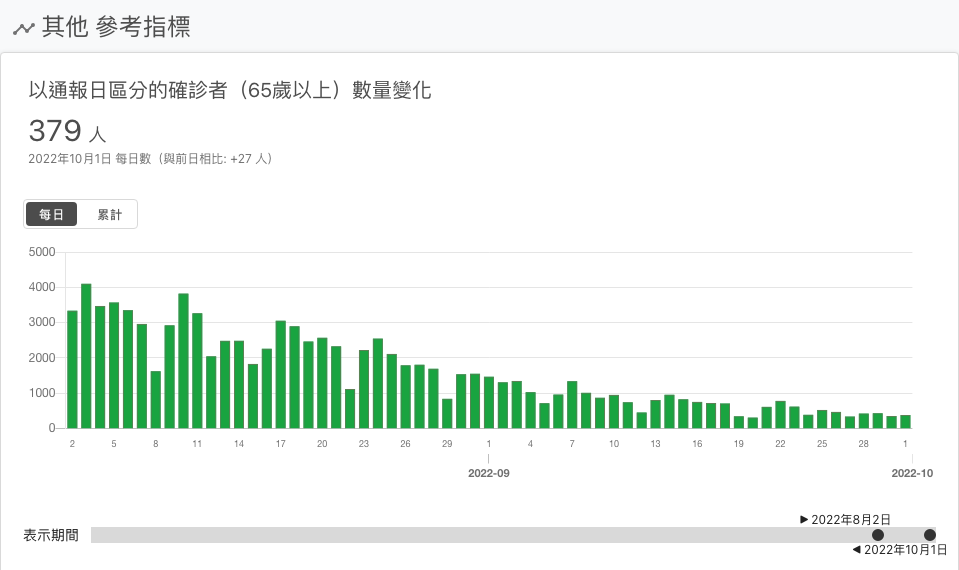 其他 參考指標
以通報日區分的確診者（65歲以上）數量變化
379 人
2022年10月1日 每日數（與前日相比: +27 人）
每日 累計
5000
4000
3000
2000
1000
0
2 5 8 11 14 17 20 23 26 29 1 4 7 10 13 16 19 22 25 28 1
2022-09 2022-10
2022年8月2日
表示期間
2022年10月1日